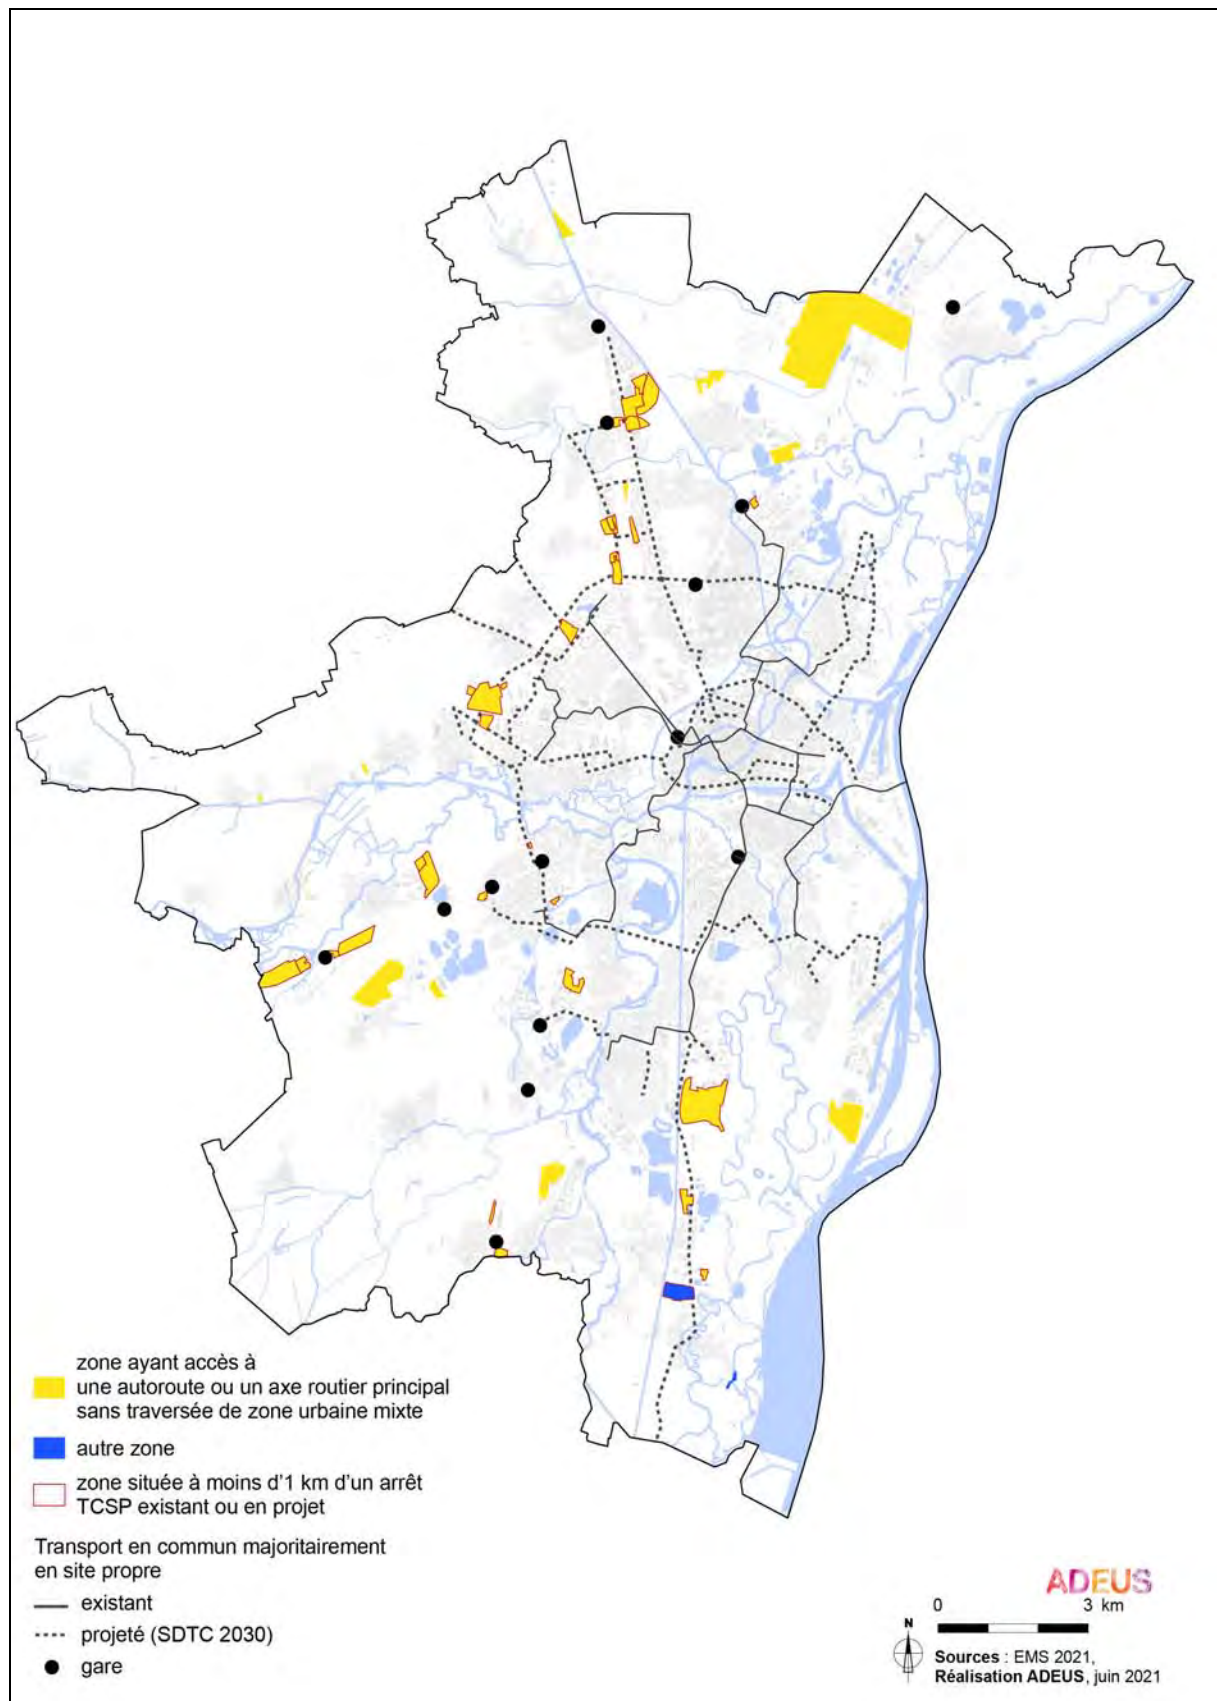 zone ayant accès à
une autoroute ou un axe routier principal
sans traversée de zone urbaine mixte
autre zone
zone située à moins d'1 km d'un arrêt
TCSP existant ou en projet
Transport en commun majoritairement
en site propre
existant
projeté (SDTC 2030)
gare
ADEUS
0 3 km
N
Sources : EMS 2021,
Réalisation ADEUS, juin 2021